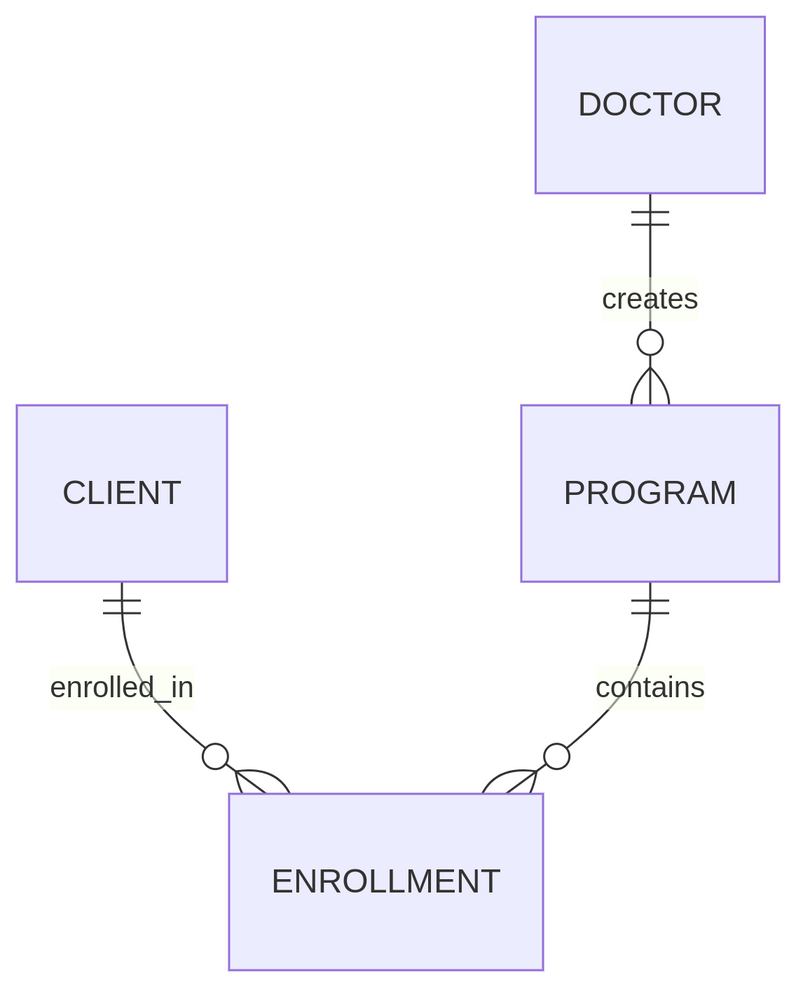 DOCTOR
creates
CLIENT
PROGRAM
enrolled_in
contains
ENROLLMENT